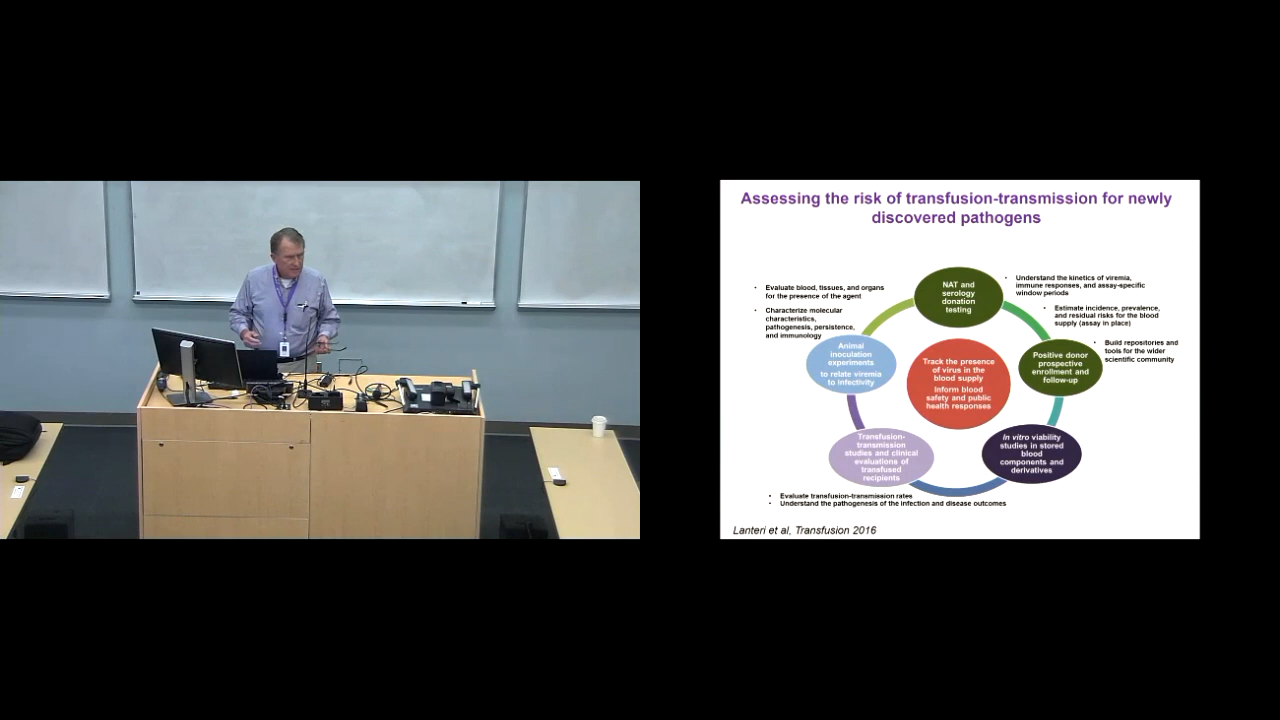 Assessing the risk of transfusion-transmission for newly
discovered pathogens
• Evaluate blood, tissues, and organs
for the presence of the agent
• Characterize molecular
characteristics,
pathogenesis, persistence,
and immunology
NAT and
serology
donation
testing
• Understand the kinetics of viremia,
immune responses, and assay-specific
window periods
• Estimate incidence, prevalence,
and residual risks for the blood
supply (assay in place)
• Build repositories and
tools for the wider
scientific community
Animal
inoculation
experiments
to relate viremia
to Infectivity
Track the presence
of virus in the
blood supply
Inform blood
safety and public
health responses
Positive donor
prospective
enrollment and
follow-up
Transfusion-
transmission
studies and clinical
evaluations of
transfused
recipients
In vitro viability
studies in stored
blood
components and
derivatives
• Evaluate transfusion-transmission rates
• Understand the pathogenesis of the infection and disease outcomes
Lanteri et al, Transfusion 2016